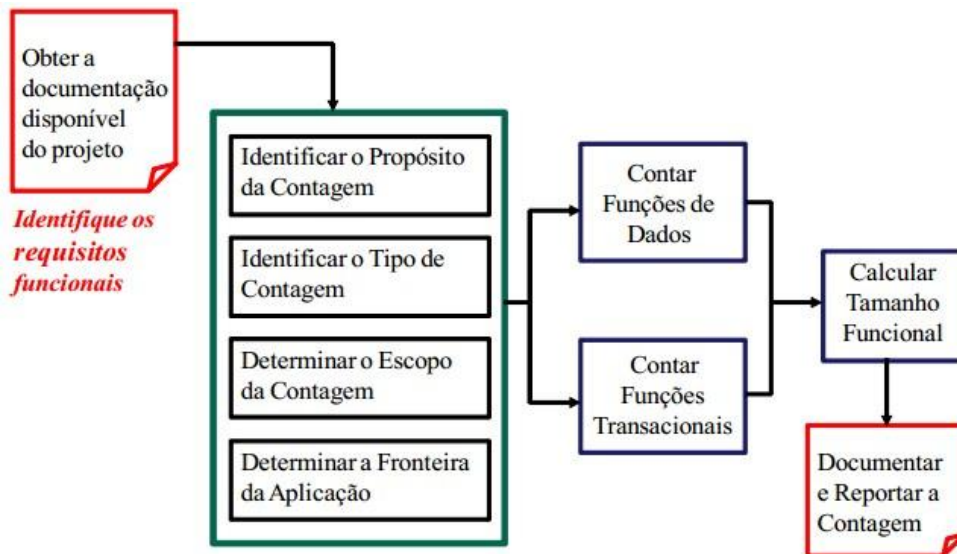 Obter a
documentação
disponível
do projeto
Identifique os
requisitos
funcionais
Identificar o Propósito
da Contagem
Identificar o Tipo de
Contagem
Determinar o Escopo
da Contagem
Determinar a Fronteira
da Aplicação
Contar
Funções de
Dados
Contar
Funções
Transacionais
Calcular
Tamanho
Funcional
Documentar
e Reportar a
Contagem